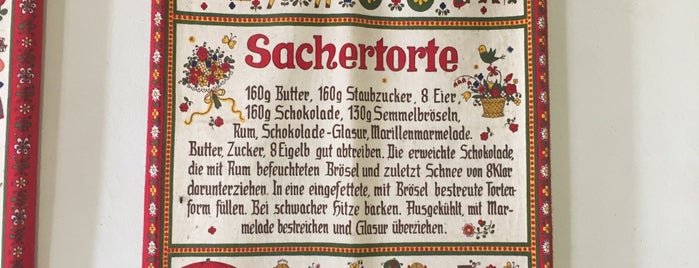 Sachertorte
160g Butter, 160g Staubzucker, 8 Eier,
160g Schokolade, 130g Semmelbröseln,
Rum, Schokolade-Glasur, Marillenmarmelade.
Butter, Zucker, 8 Eigelb gut abtreiben. Die erweichte Schokolade,
die mit Rum befeuchteten Brösel und zuletzt Schnee von 8 Klar
darunterziehen. In eine eingefettete, mit Brösel bestreute Torten-
form füllen. Bei schwacher Hitze backen. Ausgekühlt, mit Mar-
melade bestreichen und Glasur überziehen.